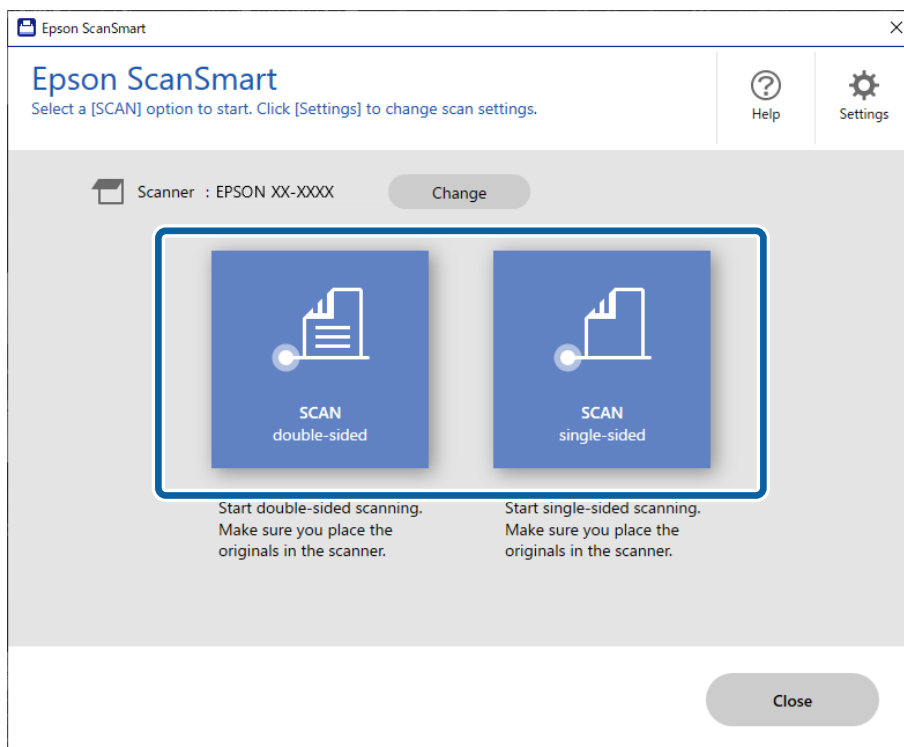 Epson ScanSmart
Epson ScanSmart
Select a [SCAN] option to start. Click [Settings] to change scan settings.
Help
Settings
Scanner : EPSON XX-XXXX
Change
SCAN
double-sided
SCAN
single-sided
Start double-sided scanning.
Make sure you place the
originals in the scanner.
Start single-sided scanning.
Make sure you place the
originals in the scanner.
Close